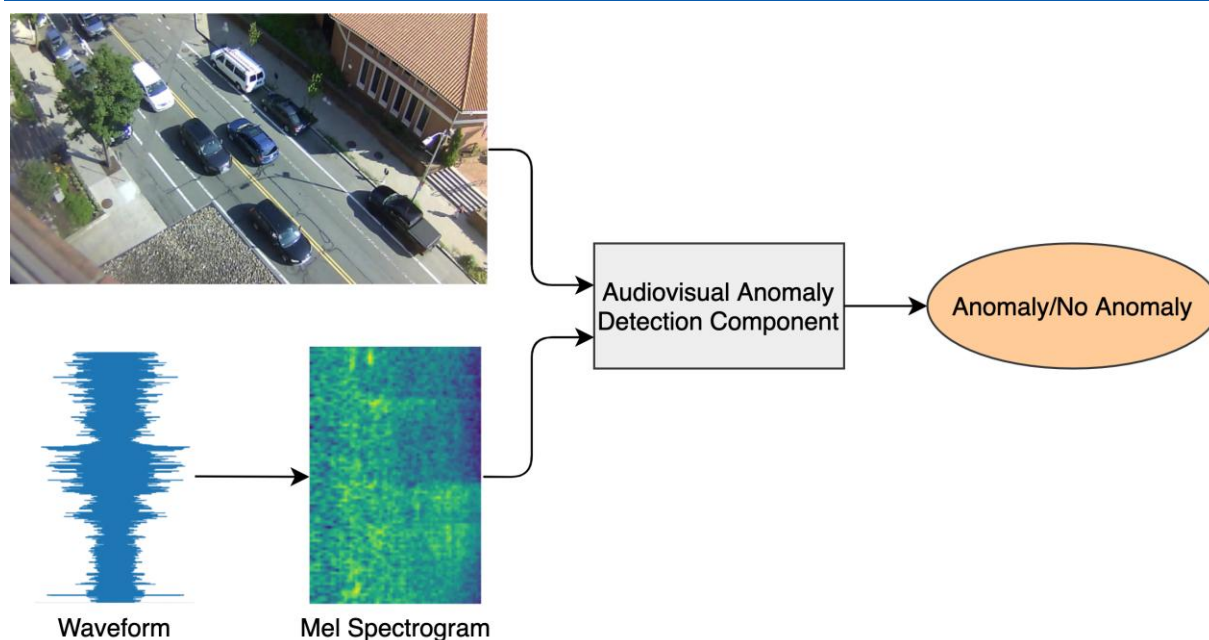 Audiovisual Anomaly
Detection Component
Anomaly/No Anomaly
Waveform
Mel Spectrogram